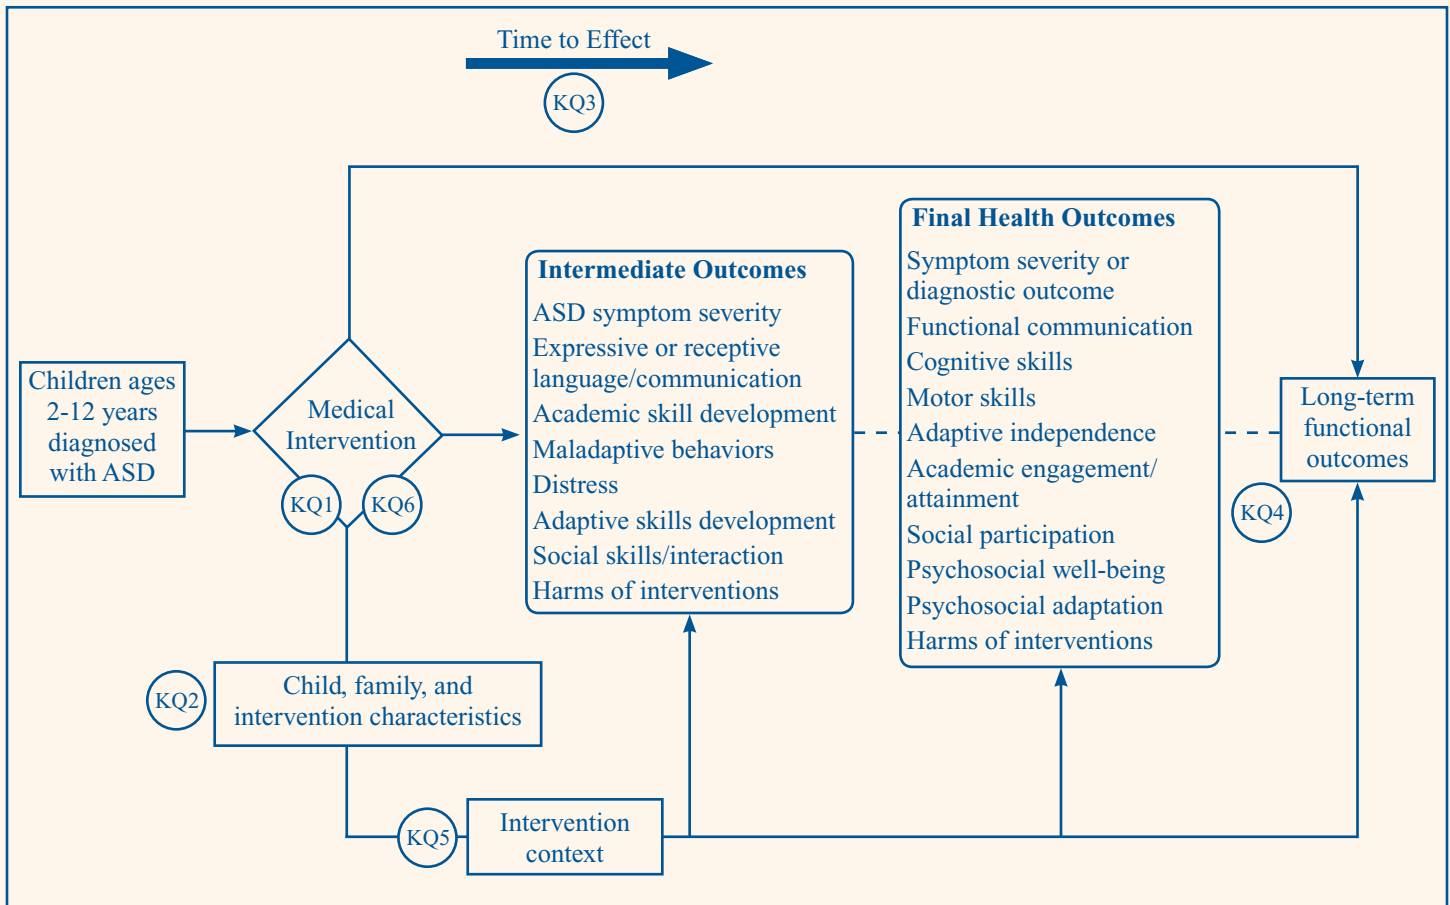 Time to Effect
KQ3
Children ages
2-12 years
diagnosed
with ASD
Medical
Intervention
KQ1
KQ6
Intermediate Outcomes
ASD symptom severity
Expressive or receptive
language/communication
Academic skill development
Maladaptive behaviors
Distress
Adaptive skills development
Social skills/interaction
Harms of interventions
Final Health Outcomes
Symptom severity or
diagnostic outcome
Functional communication
Cognitive skills
Motor skills
Adaptive independence
Academic engagement/
attainment
Social participation
Psychosocial well-being
Psychosocial adaptation
Harms of interventions
Long-term
functional
outcomes
KQ4
KQ2
Child, family, and
intervention characteristics
KQ5
Intervention
context